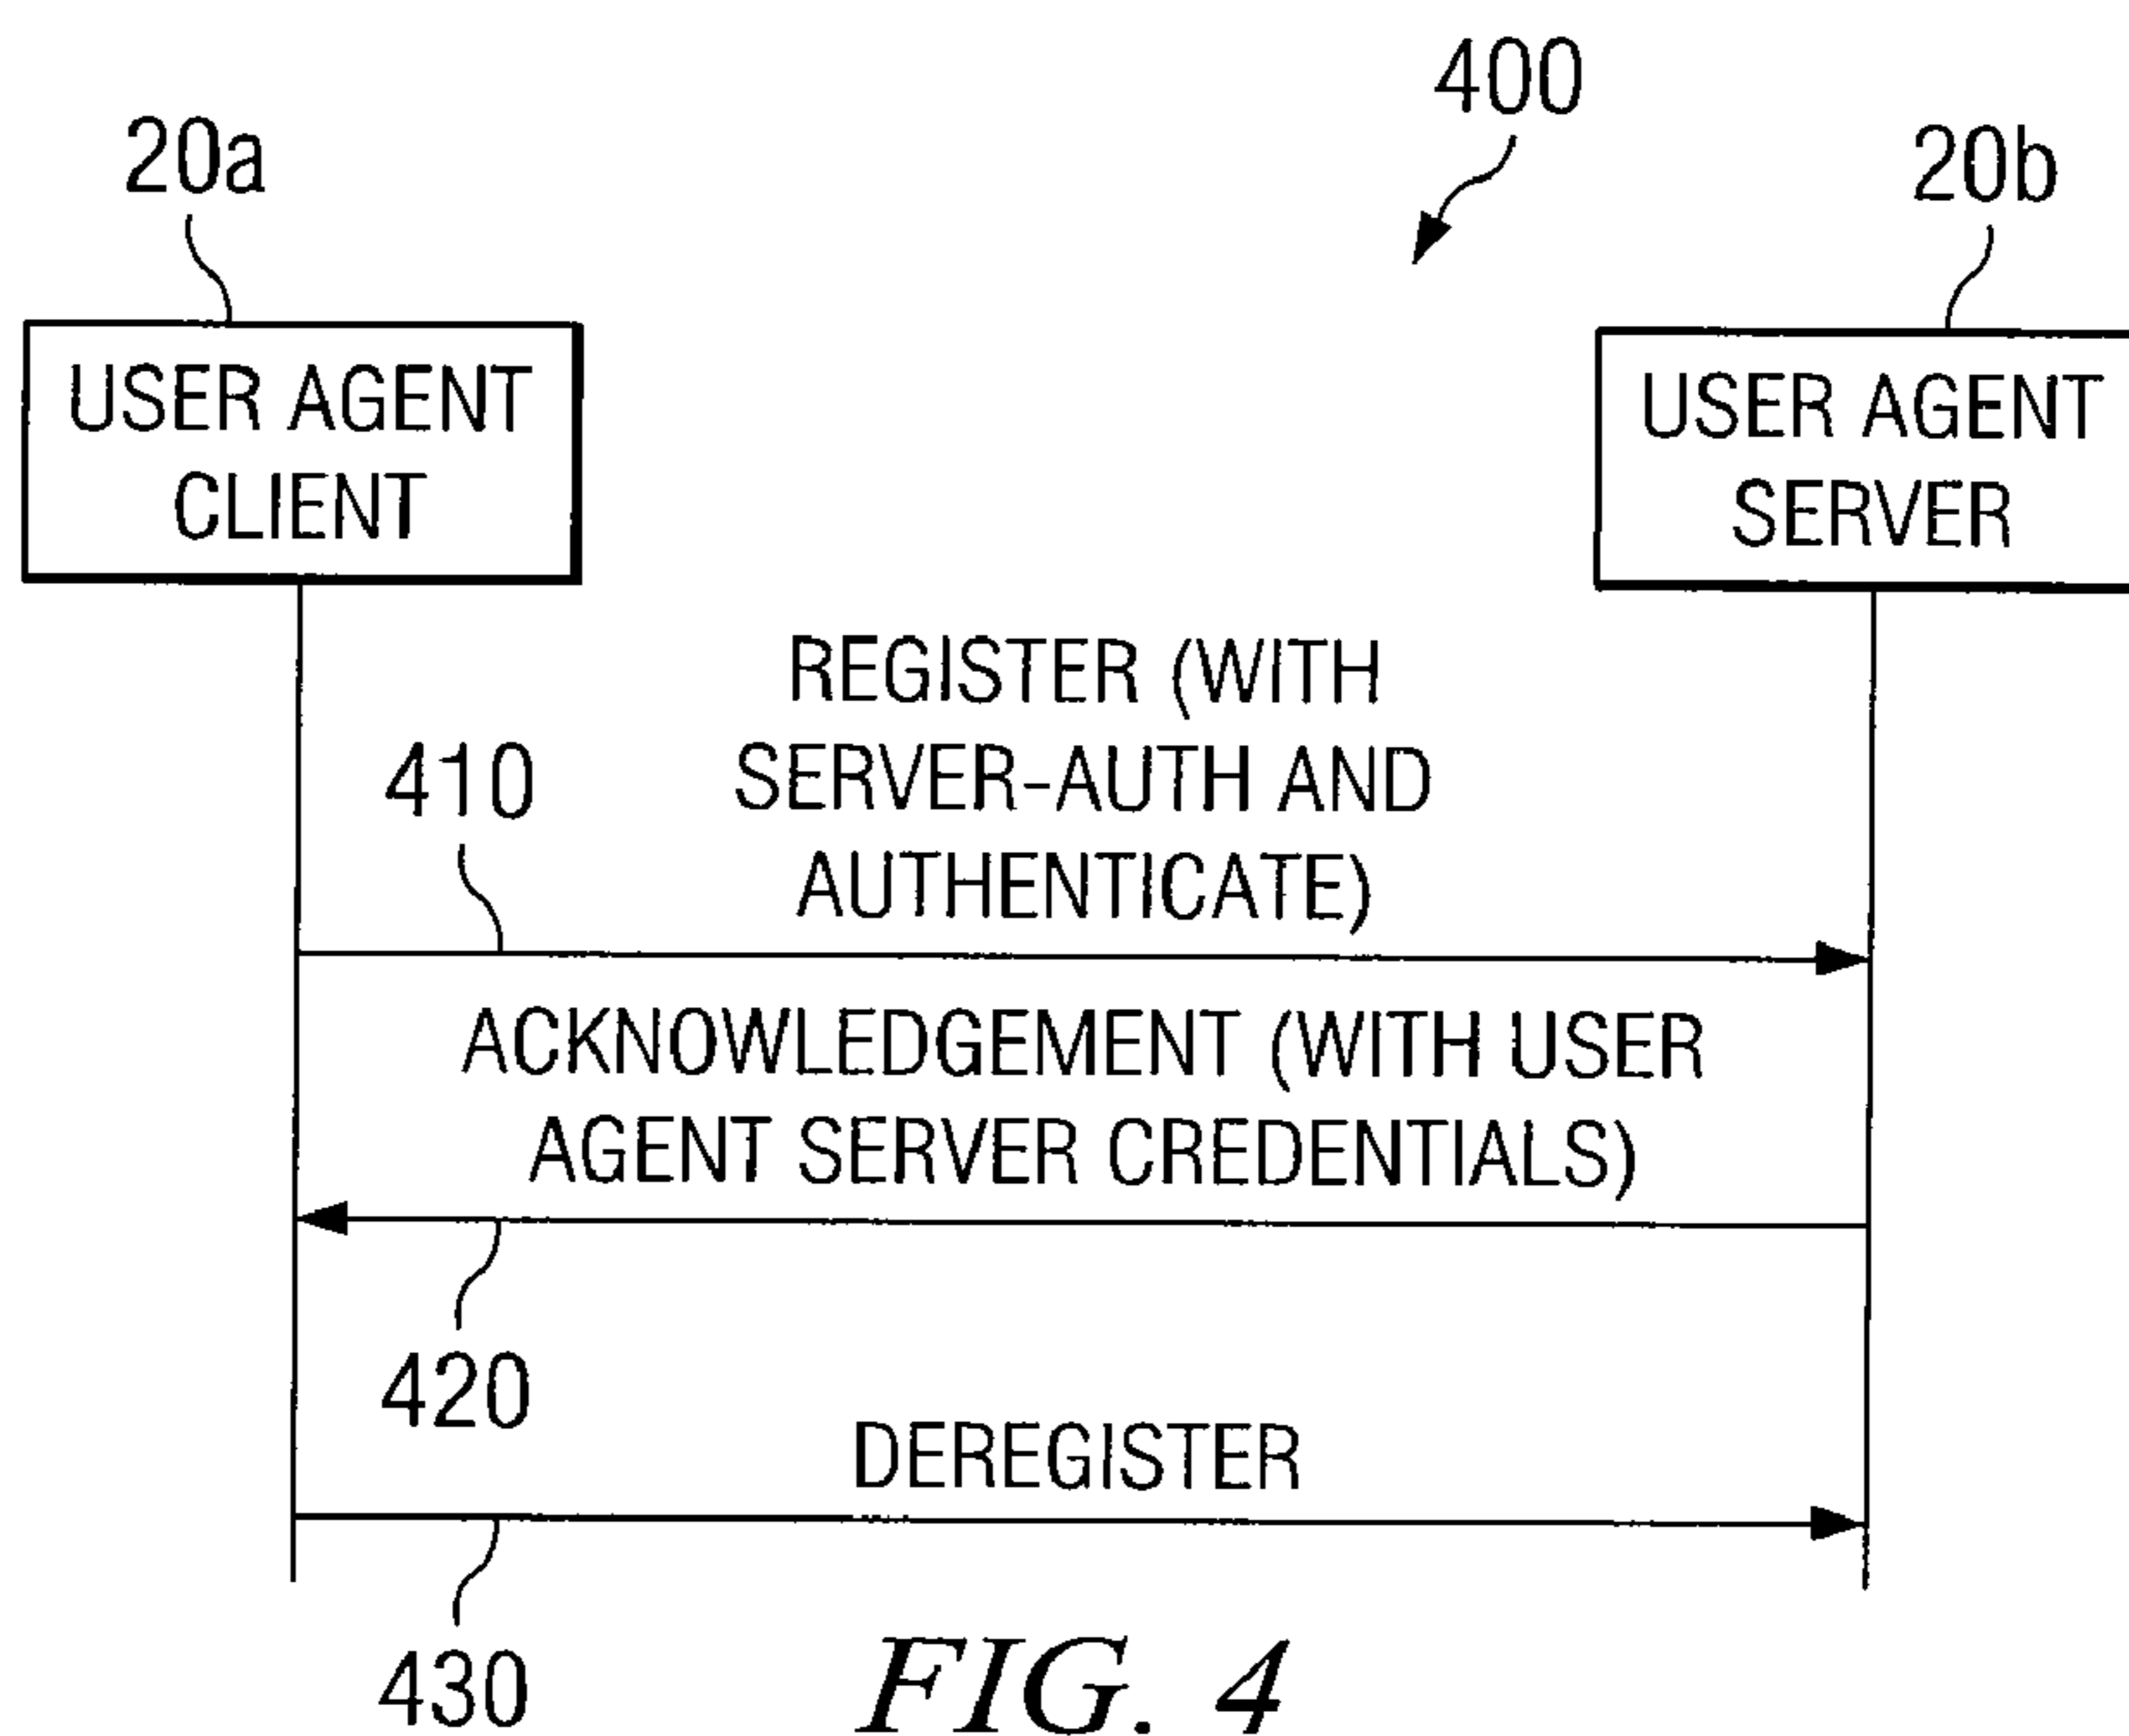 400
20a
20b
USER AGENT
CLIENT
USER AGENT
SERVER
REGISTER (WITH
SERVER-AUTH AND
AUTHENTICATE)
410
ACKNOWLEDGEMENT (WITH USER
AGENT SERVER CREDENTIALS)
420
DEREGISTER
430
FIG. 4